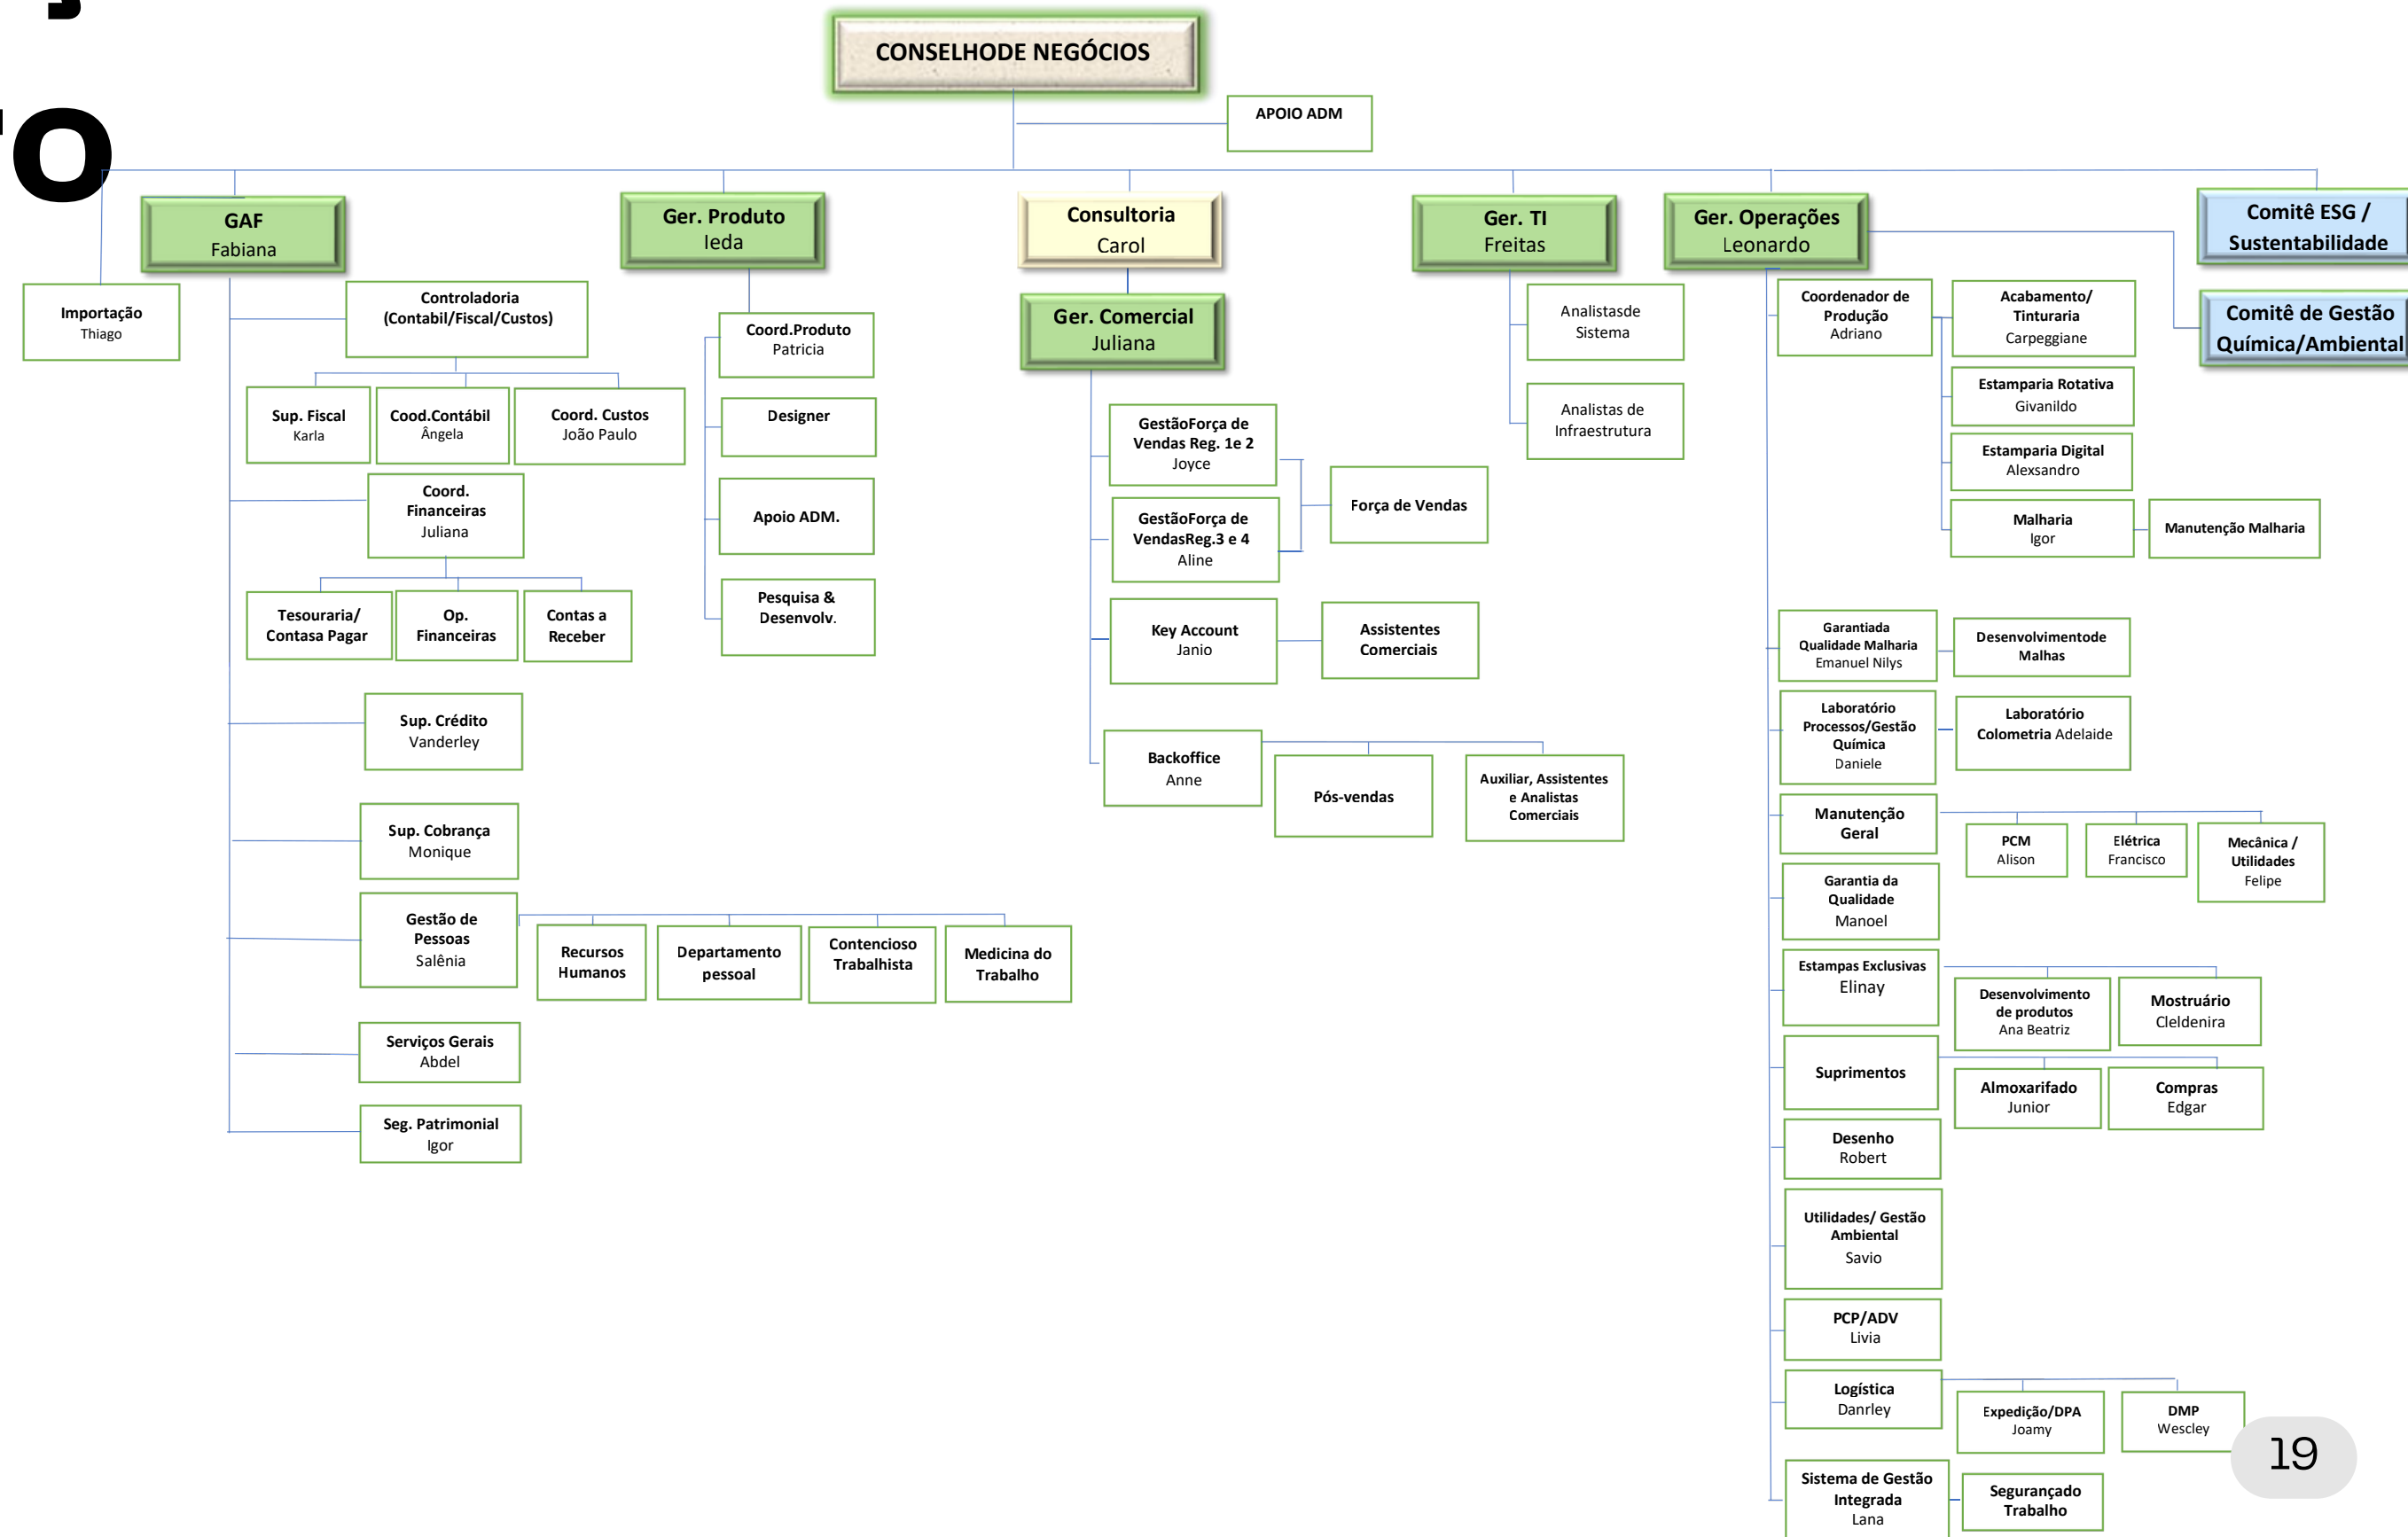 CONSELHODE NEGÓCIOS
APOIO ADM
GAF
Fabiana
Ger. Produto
Ieda
Consultoria
Carol
Ger. TI
Freitas
Ger. Operações
Leonardo
Comitê ESG /
Sustentabilidade
Importação
Thiago
Controladoria
(Contabil/Fiscal/Custos)
Sup. Fiscal
Karla
Cood.Contábil
Ângela
Coord. Custos
João Paulo
Coord.
Financeiras
Juliana
Tesouraria/
Contasa Pagar
Op.
Financeiras
Contas a
Receber
Sup. Crédito
Vanderley
Sup. Cobrança
Monique
Gestão de
Pessoas
Salênia
Recursos
Humanos
Departamento
pessoal
Contencioso
Trabalhista
Medicina do
Trabalho
Serviços Gerais
Abdel
Seg. Patrimonial
Igor
Coord.Produto
Patricia
Designer
Apoio ADM.
Pesquisa &
Desenvolv.
Ger. Comercial
Juliana
GestãoForça de
Vendas Reg. 1e 2
Joyce
GestãoForça de
VendasReg.3 e 4
Aline
Força de Vendas
Key Account
Janio
Assistentes
Comerciais
Backoffice
Anne
Pós-vendas
Auxiliar, Assistentes
e Analistas
Comerciais
Analistasde
Sistema
Analistas de
Infraestrutura
Comitê de Gestão
Química/Ambiental
Coordenador de
Produção
Adriano
Acabamento/
Tinturaria
Carpeggiane
Estamparia Rotativa
Givanildo
Estamparia Digital
Alexsandro
Malharia
Igor
Manutenção Malharia
Garantiada
Qualidade Malharia
Emanuel Nilys
Desenvolvimentode
Malhas
Laboratório
Processos/Gestão
Química
Daniele
Laboratório
Colometria Adelaide
Manutenção
Geral
PCM
Alison
Elétrica
Francisco
Mecânica /
Utilidades
Felipe
Garantia da
Qualidade
Manoel
Estampas Exclusivas
Elinay
Desenvolvimento
de produtos
Ana Beatriz
Mostruário
Cleldenira
Suprimentos
Almoxarifado
Junior
Compras
Edgar
Desenho
Robert
Utilidades/ Gestão
Ambiental
Savio
PCP/ADV
Livia
Logística
Danrley
Expedição/DPA
Joamy
DMP
Wescley
Sistema de Gestão
Integrada
Lana
Segurançado
Trabalho
19